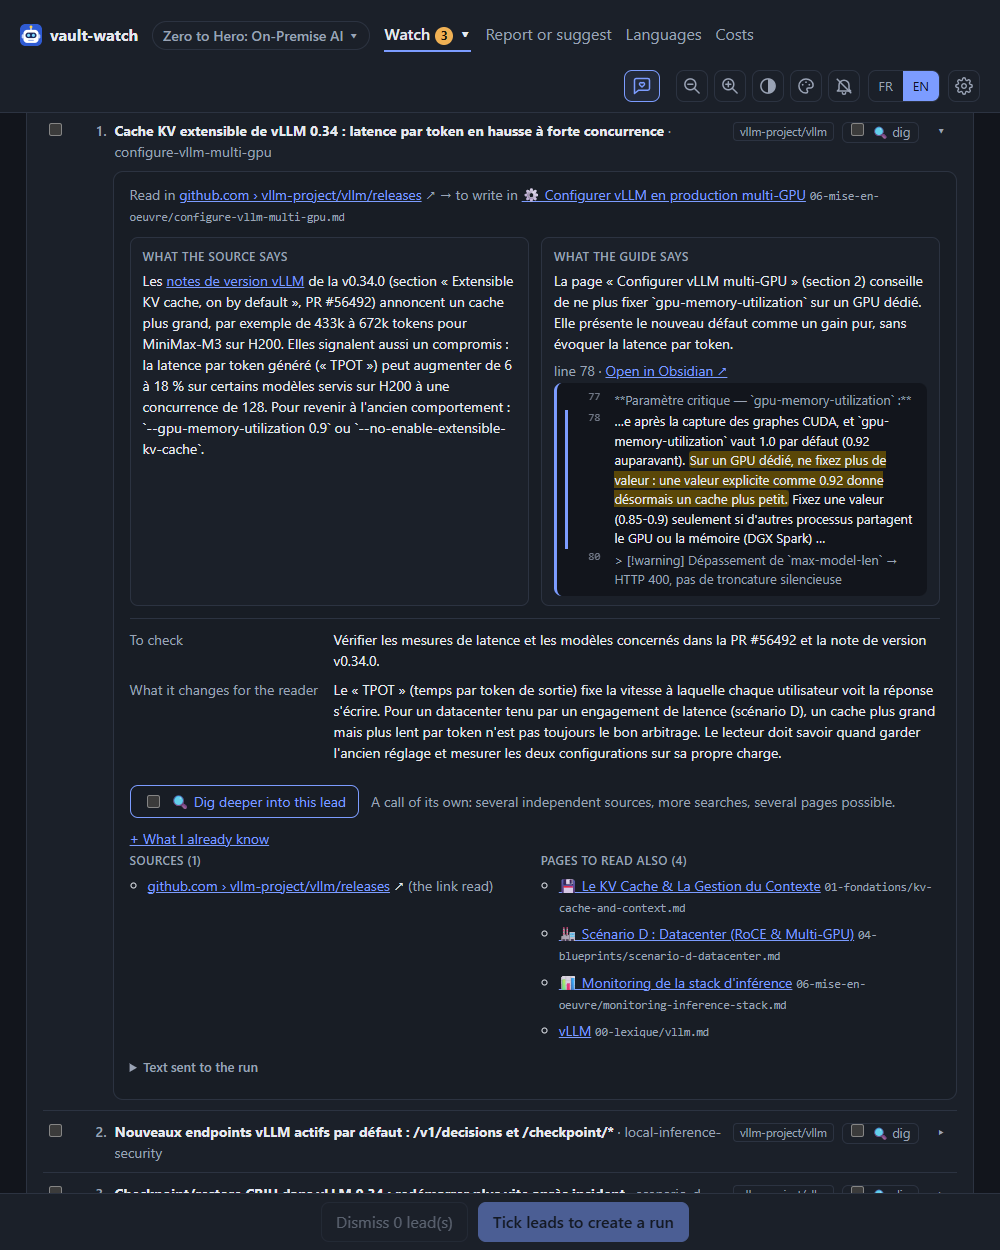 vault-watch
Zero to Hero: On-Premise AI ▾
Watch 3 ▼
Report or suggest
Languages
Costs
FR
EN
1. Cache KV extensible de vLLM 0.34 : latence par token en hausse à forte concurrence ·
configure-vllm-multi-gpu
vllm-project/vllm
dig
Read in github.com › vllm-project/vllm/releases ↗ → to write in ⚙️ Configurer vLLM en production multi-GPU 06-mise-en-
oeuvre/configure-vllm-multi-gpu.md
WHAT THE SOURCE SAYS
Les notes de version vLLM de la v0.34.0 (section « Extensible
KV cache, on by default », PR #56492) annoncent un cache
plus grand, par exemple de 433k à 672k tokens pour
MiniMax-M3 sur H200. Elles signalent aussi un compromis :
la latence par token généré (« TPOT ») peut augmenter de 6
à 18 % sur certains modèles servis sur H200 à une
concurrence de 128. Pour revenir à l'ancien comportement :
`--gpu-memory-utilization 0.9` ou `--no-enable-extensible-
kv-cache`.
WHAT THE GUIDE SAYS
La page « Configurer vLLM multi-GPU » (section 2) conseille
de ne plus fixer `gpu-memory-utilization` sur un GPU dédié.
Elle présente le nouveau défaut comme un gain pur, sans
évoquer la latence par token.
line 78 · Open in Obsidian ↗
77 **Paramètre critique — `gpu-memory-utilization` :**
78 …e après la capture des graphes CUDA, et `gpu-
memory-utilization` vaut 1.0 par défaut (0.92
auparavant). Sur un GPU dédié, ne fixez plus de
valeur : une valeur explicite comme 0.92 donne
désormais un cache plus petit. Fixez une valeur
(0.85-0.9) seulement si d'autres processus partagent
le GPU ou la mémoire (DGX Spark) …
80 > [!warning] Dépassement de `max-model-len` →
HTTP 400, pas de troncature silencieuse
To check
Vérifier les mesures de latence et les modèles concernés dans la PR #56492 et la note de version
v0.34.0.
What it changes for the reader
Le « TPOT » (temps par token de sortie) fixe la vitesse à laquelle chaque utilisateur voit la réponse
s'écrire. Pour un datacenter tenu par un engagement de latence (scénario D), un cache plus grand
mais plus lent par token n'est pas toujours le bon arbitrage. Le lecteur doit savoir quand garder
l'ancien réglage et mesurer les deux configurations sur sa propre charge.
Dig deeper into this lead
A call of its own: several independent sources, more searches, several pages possible.
+ What I already know
SOURCES (1)
github.com › vllm-project/vllm/releases ↗ (the link read)
PAGES TO READ ALSO (4)
Le KV Cache & La Gestion du Contexte 01-fondations/kv-
cache-and-context.md
Scénario D : Datacenter (RoCE & Multi-GPU) 04-
blueprints/scenario-d-datacenter.md
Monitoring de la stack d'inférence 06-mise-en-
oeuvre/monitoring-inference-stack.md
vLLM 00-lexique/vllm.md
▶ Text sent to the run
2. Nouveaux endpoints vLLM actifs par défaut : /v1/decisions et /checkpoint/* · local-inference-
security
vllm-project/vllm
dig
Dismiss 0 lead(s)
Tick leads to create a run